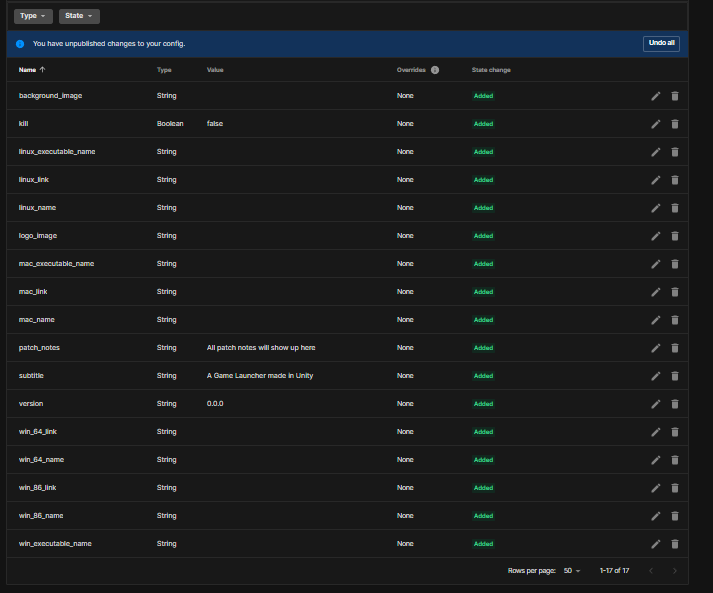 Type State
You have unpublished changes to your config. Undo all
Name Type Value Overrides State change
background_image String None Added
kill Boolean false None Added
linux_executable_name String None Added
linux_link String None Added
linux_name String None Added
logo_image String None Added
mac_executable_name String None Added
mac_link String None Added
mac_name String None Added
patch_notes String All patch notes will show up here None Added
subtitle String A Game Launcher made in Unity None Added
version String 0.0.0 None Added
win_64_link String None Added
win_64_name String None Added
win_86_link String None Added
win_86_name String None Added
win_executable_name String None Added
Rows per page: 50 1-17 of 17